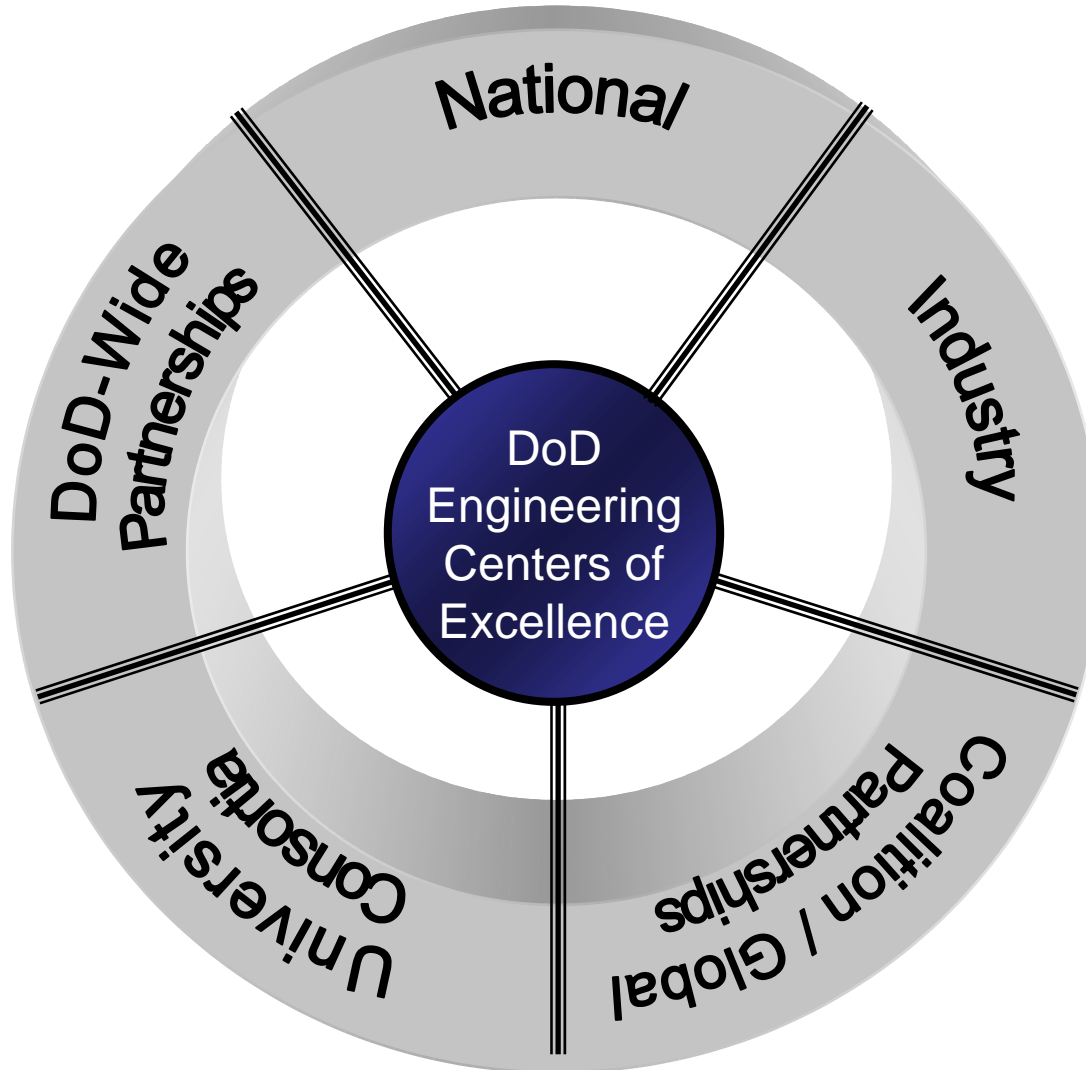 National
Industry
Coalition / Global
Partnerships
University
Consortia
DoD-Wide
Partnerships
DoD
Engineering
Centers of
Excellence